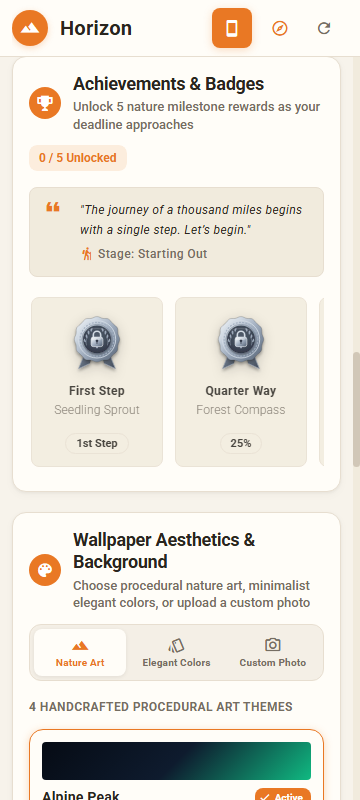 Horizon
Achievements & Badges
Unlock 5 nature milestone rewards as your
deadline approaches
0 / 5 Unlocked
"The journey of a thousand miles begins
with a single step. Let's begin."
Stage: Starting Out
First Step
Seedling Sprout
1st Step
Quarter Way
Forest Compass
25%
Wallpaper Aesthetics &
Background
Choose procedural nature art, minimalist
elegant colors, or upload a custom photo
Nature Art
Elegant Colors
Custom Photo
4 HANDCRAFTED PROCEDURAL ART THEMES
Alpine Peak
Active